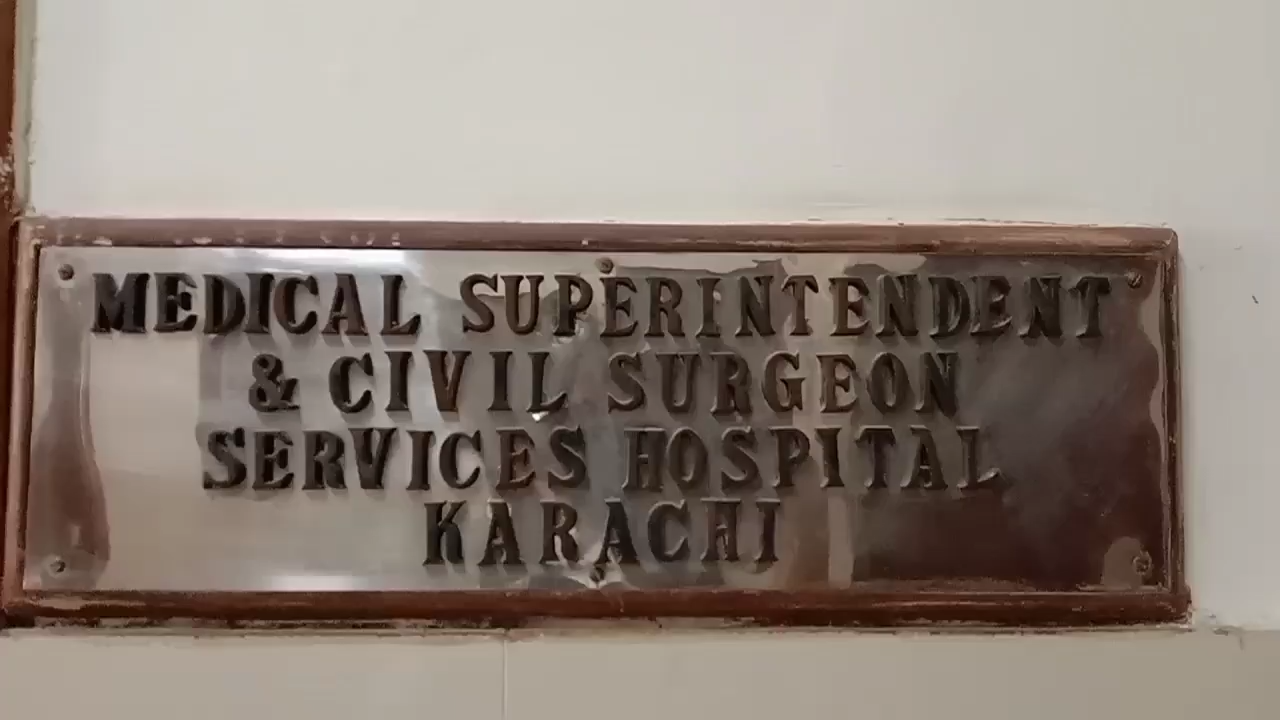 MEDICAL SUPERINTENDENT
& CIVIL SURGEON
SERVICES HOSPITAL
KARACHI